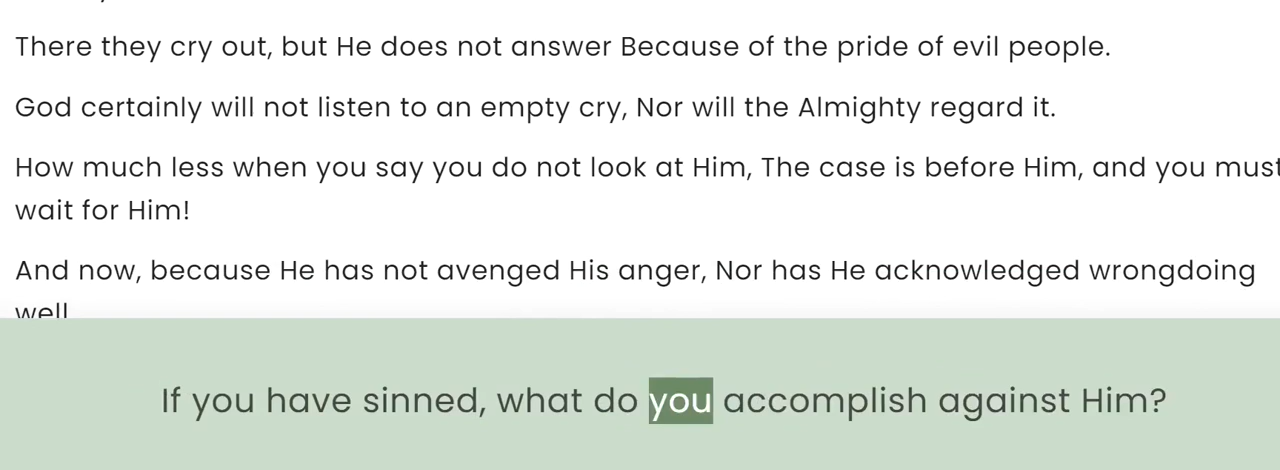 There they cry out, but He does not answer Because of the pride of evil people.
God certainly will not listen to an empty cry, Nor will the Almighty regard it.
How much less when you say you do not look at Him, The case is before Him, and you must
wait for Him!
And now, because He has not avenged His anger, Nor has He acknowledged wrongdoing
well
If you have sinned, what do you accomplish against Him?